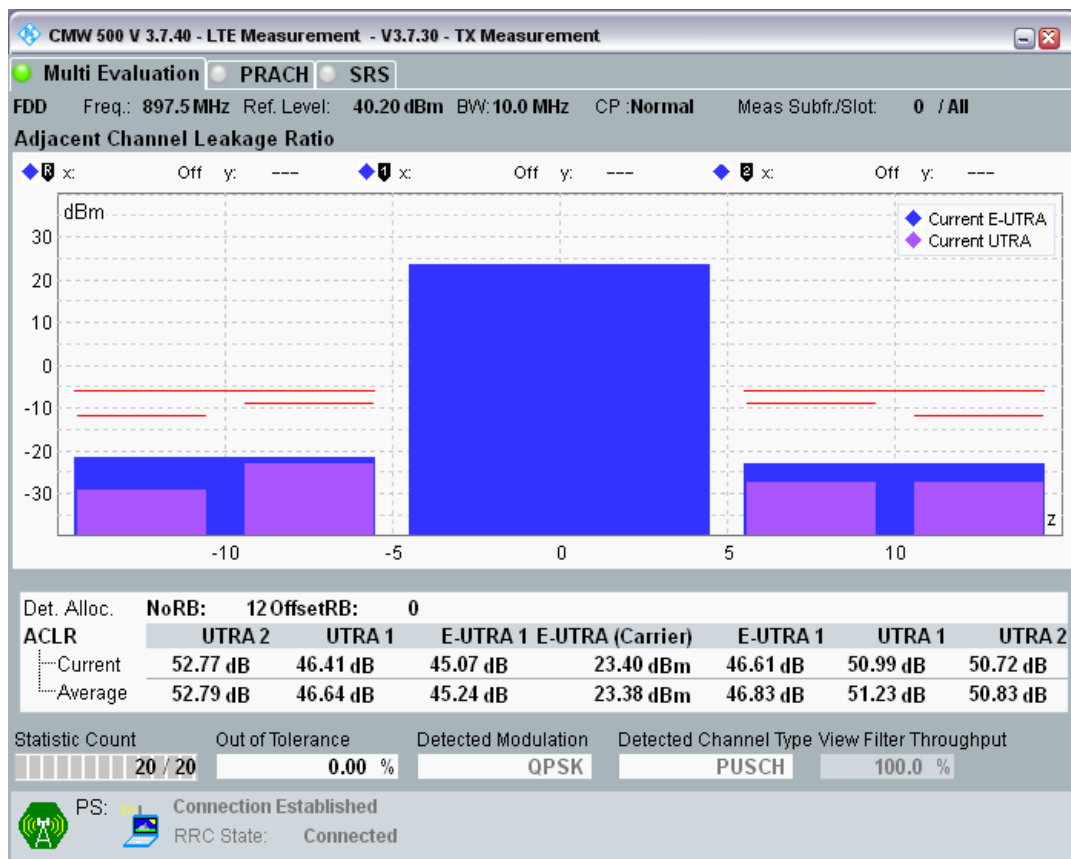 CMW 500 V 3.7.40 - LTE Measurement - V3.7.30 - TX Measurement
Multi Evaluation PRACH SRS
FDD Freq.: 897.5 MHz Ref. Level: 40.20 dBm BW: 10.0 MHz CP :Normal Meas Subfr./Slot: 0 / All
Adjacent Channel Leakage Ratio
R x: Off y: --- 1 x: Off y: --- 2 x: Off y: ---
dBm
Current E-UTRA
Current UTRA
30
20
10
0
-10
-20
-30
z
-10 -5 0 5 10
Det. Alloc. NoRB: 12 OffsetRB: 0
ACLR UTRA 2 UTRA 1 E-UTRA 1 E-UTRA (Carrier) E-UTRA 1 UTRA 1 UTRA 2
Current 52.77 dB 46.41 dB 45.07 dB 23.40 dBm 46.61 dB 50.99 dB 50.72 dB
Average 52.79 dB 46.64 dB 45.24 dB 23.38 dBm 46.83 dB 51.23 dB 50.83 dB
Statistic Count Out of Tolerance Detected Modulation Detected Channel Type View Filter Throughput
20 / 20 0.00 % QPSK PUSCH 100.0 %
PS: Connection Established
RRC State: Connected